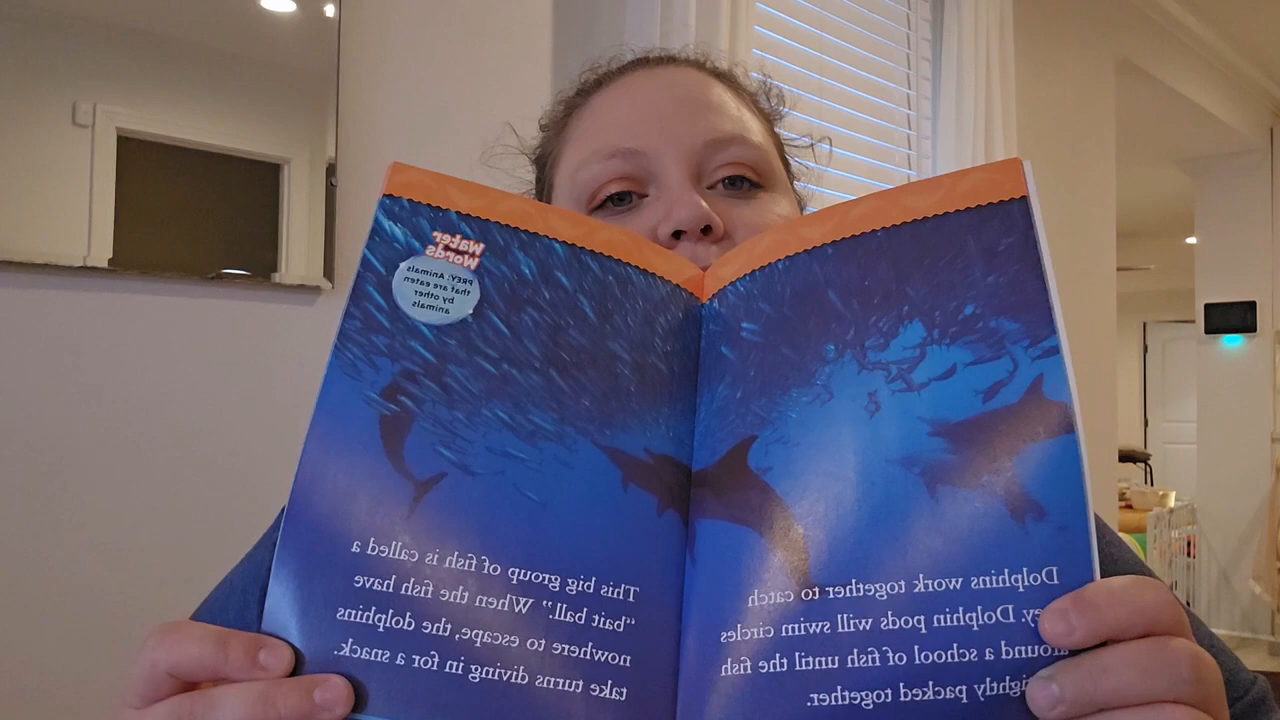 Dolphins work together to catch
Dolphin pods will swim circles
around a school of fish until the fish
tightly packed together.
Water
Words
PREY: Animals
that are eaten
by other
animals
This big group of fish is called a
“bait ball.” When the fish have
nowhere to escape, the dolphins
take turns diving in for a snack.